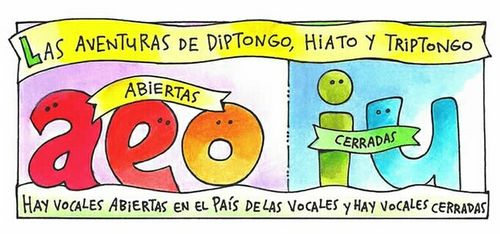 LAS AVENTURAS DE DIPTONGO, HIATO Y TRIPTONGO
ABIERTAS
aeo
iu
CERRADAS
HAY VOCALES ABIERTAS EN EL PAÍS DE LAS VOCALES Y HAY VOCALES CERRADAS